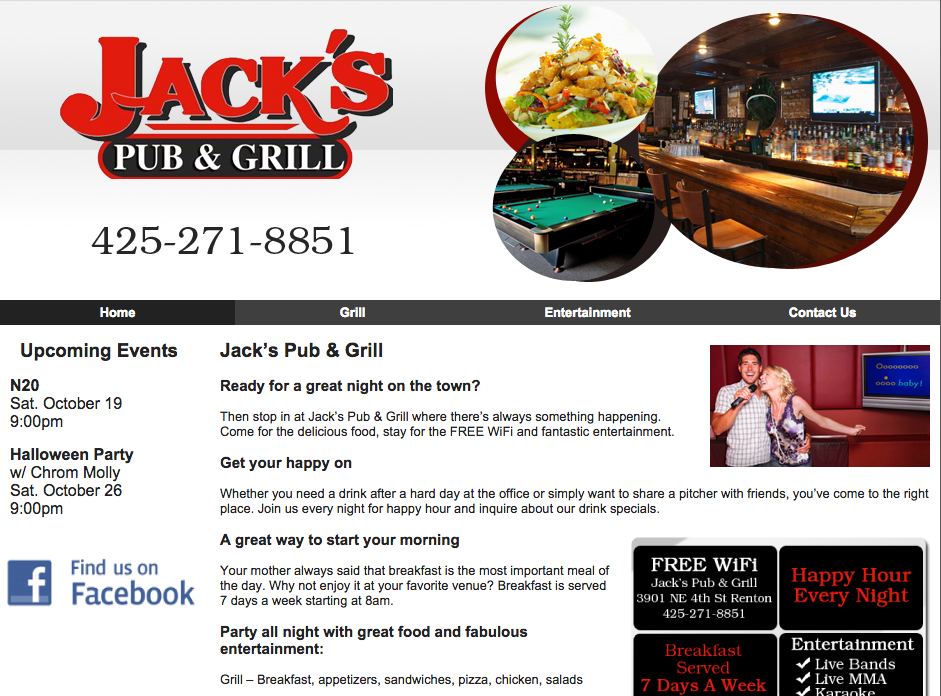 JACK'S
PUB & GRILL
425-271-8851
Home
Grill
Entertainment
Contact Us
Upcoming Events
N20
Sat. October 19
9:00pm
Halloween Party
w/ Chrom Molly
Sat. October 26
9:00pm
Find us on
Facebook
Jack's Pub & Grill
Ready for a great night on the town?
Then stop in at Jack's Pub & Grill where there's always something happening.
Come for the delicious food, stay for the FREE WiFi and fantastic entertainment.
Get your happy on
Whether you need a drink after a hard day at the office or simply want to share a pitcher with friends, you've come to the right
place. Join us every night for happy hour and inquire about our drink specials.
A great way to start your morning
Your mother always said that breakfast is the most important meal of
the day. Why not enjoy it at your favorite venue? Breakfast is served
7 days a week starting at 8am.
Party all night with great food and fabulous
entertainment:
Grill – Breakfast, appetizers, sandwiches, pizza, chicken, salads
Ooooooooo
oooo baby!
FREE WiFi
Jack's Pub & Grill
3901 NE 4th St Renton
425-271-8851
Happy Hour
Every Night
Breakfast
Served
7 Days A Week
Entertainment
Live Bands
Live MMA
Karaoke